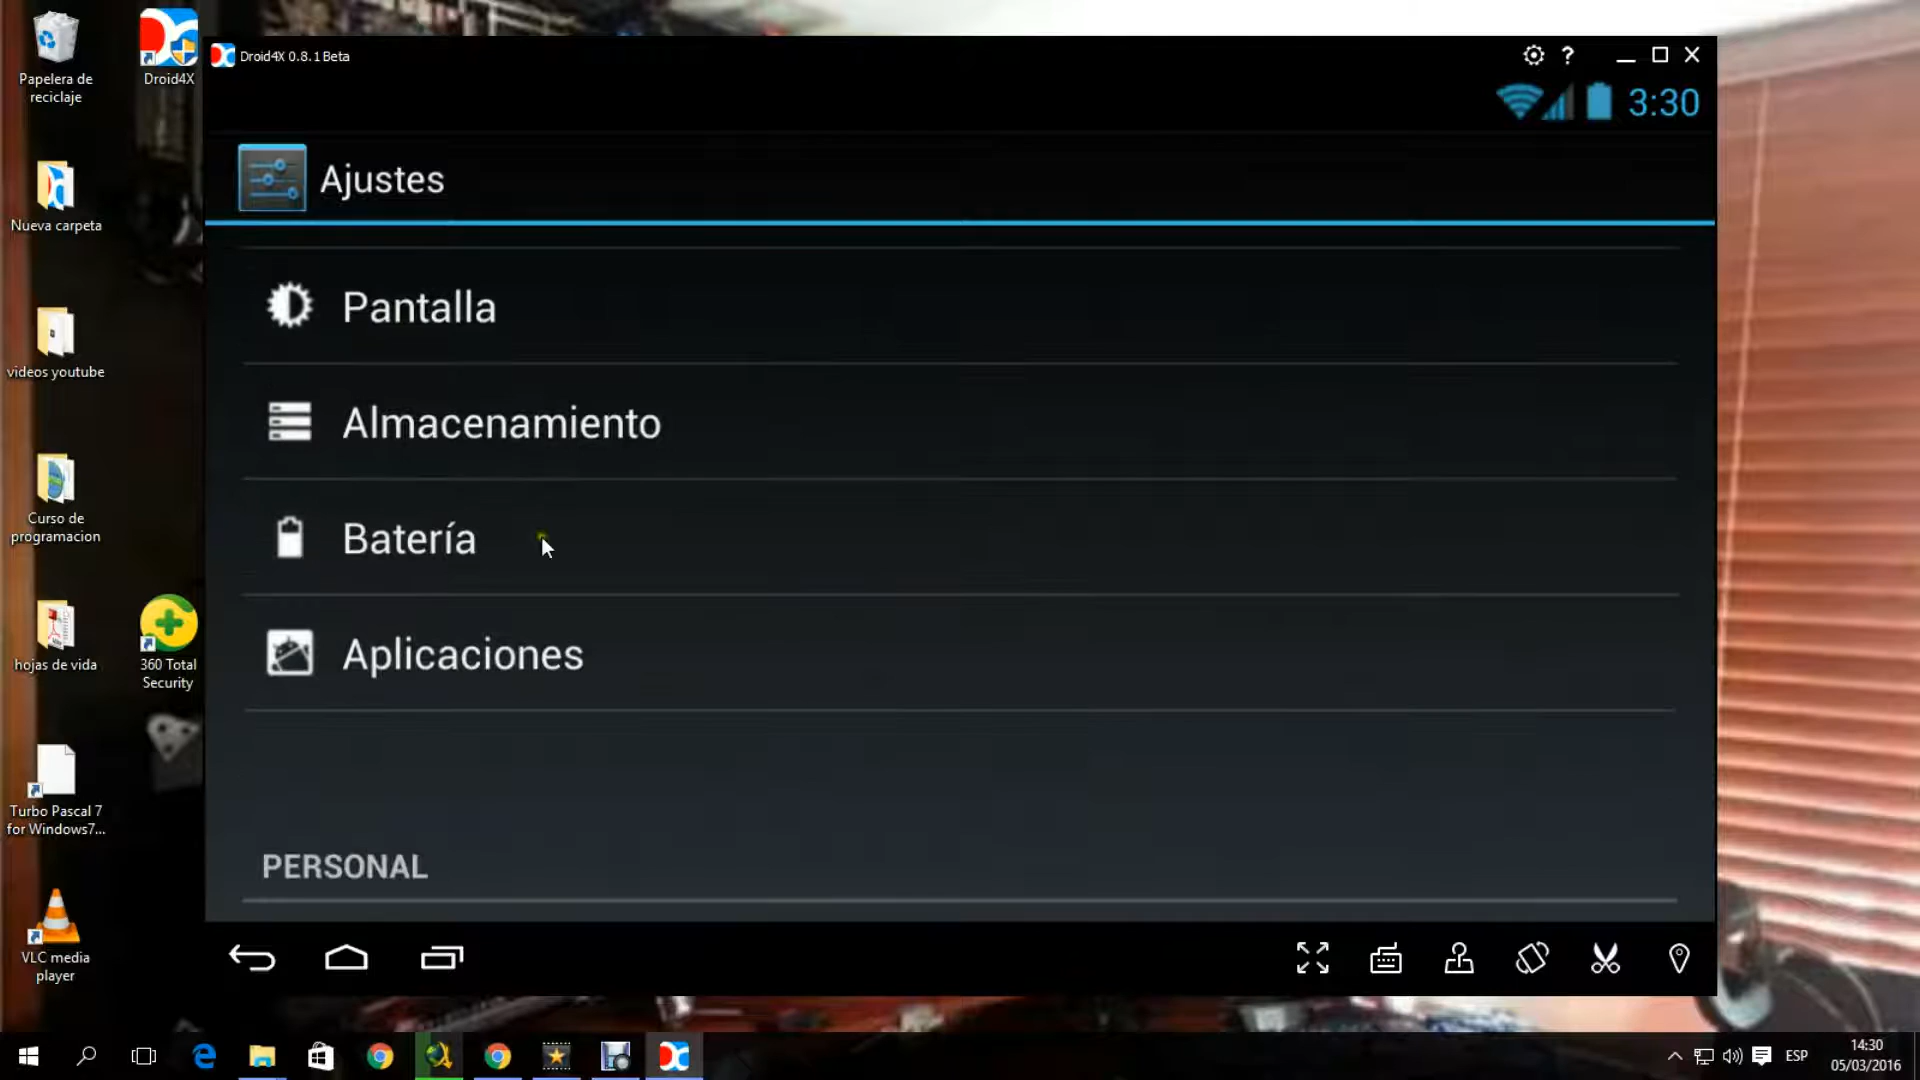 Papelera de
reciclaje
Droid4X
Nueva carpeta
videos youtube
Curso de
programacion
hojas de vida
360 Total
Security
Turbo Pascal 7
for Windows7...
VLC media
player
Droid4X 0.8.1 Beta
3:30
Ajustes
Pantalla
Almacenamiento
Batería
Aplicaciones
PERSONAL
ESP
14:30
05/03/2016